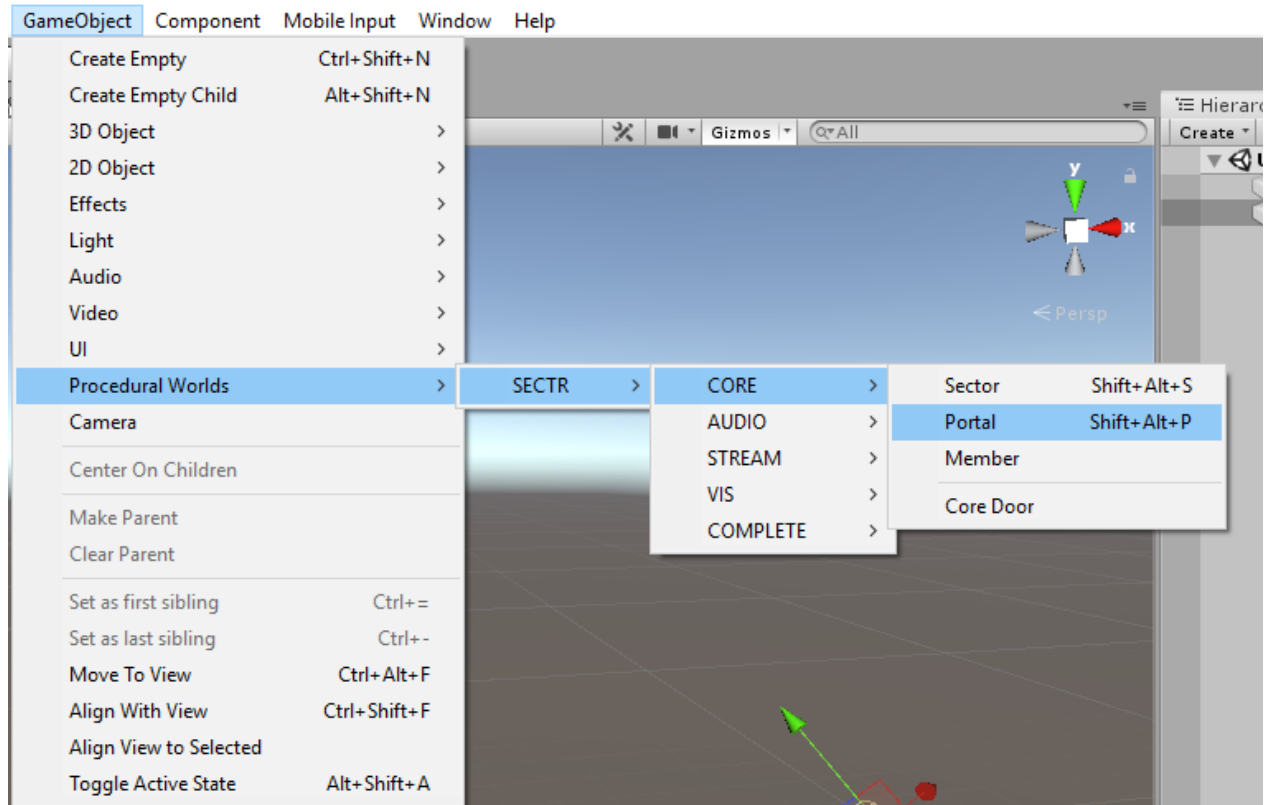 GameObject Component Mobile Input Window Help
Create Empty Ctrl+Shift+N
Create Empty Child Alt+Shift+N
3D Object
2D Object
Effects
Light
Audio
Video
UI
Procedural Worlds
Camera
Center On Children
Make Parent
Clear Parent
Set as first sibling Ctrl+=
Set as last sibling Ctrl+-
Move To View Ctrl+Alt+F
Align With View Ctrl+Shift+F
Align View to Selected
Toggle Active State Alt+Shift+A
SECTR
CORE
AUDIO
STREAM
VIS
COMPLETE
Sector Shift+Alt+S
Portal Shift+Alt+P
Member
Core Door
Gizmos All
y
x
Persp
Create